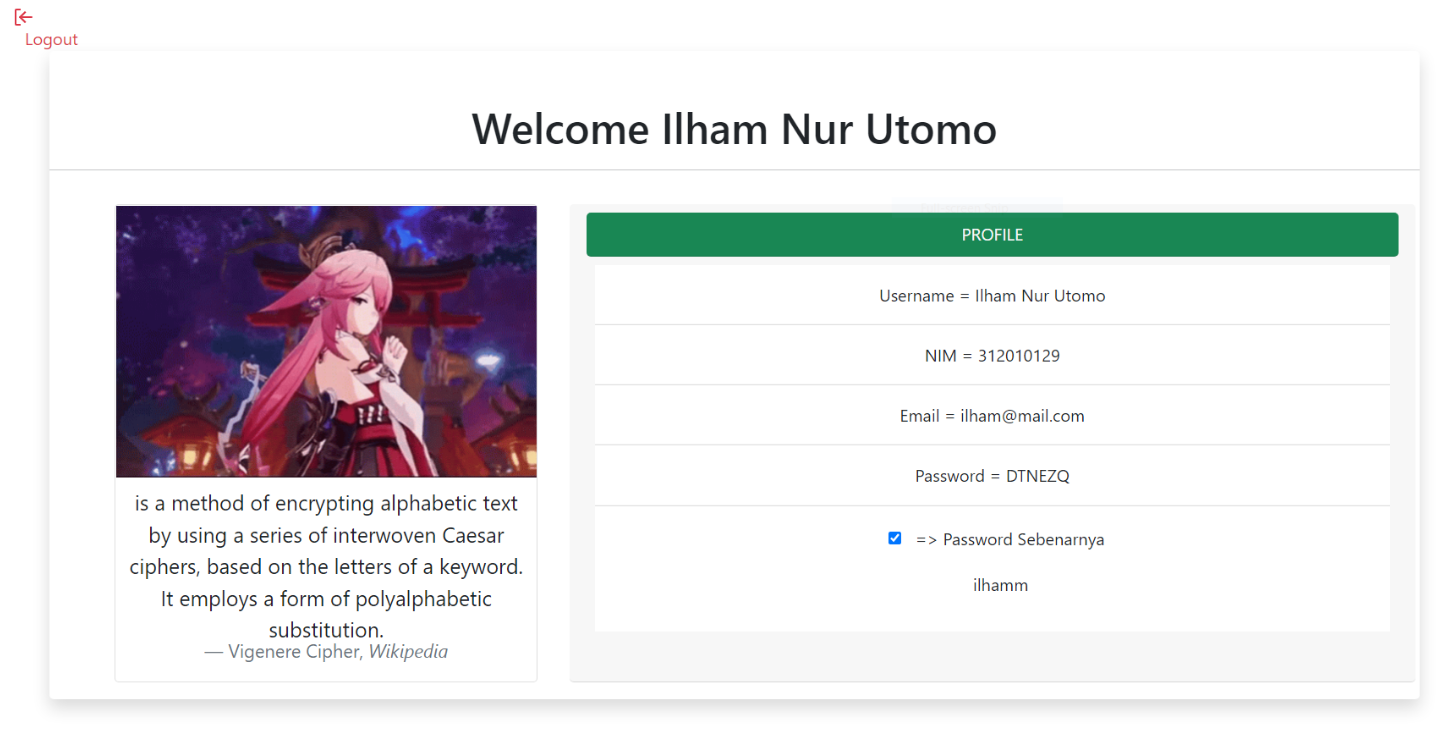 Logout
Welcome Ilham Nur Utomo
is a method of encrypting alphabetic text
by using a series of interwoven Caesar
ciphers, based on the letters of a keyword.
It employs a form of polyalphabetic
substitution.
— Vigenere Cipher, Wikipedia
PROFILE
Username = Ilham Nur Utomo
NIM = 312010129
Email = ilham@mail.com
Password = DTNEZQ
=> Password Sebenarnya
ilhamm